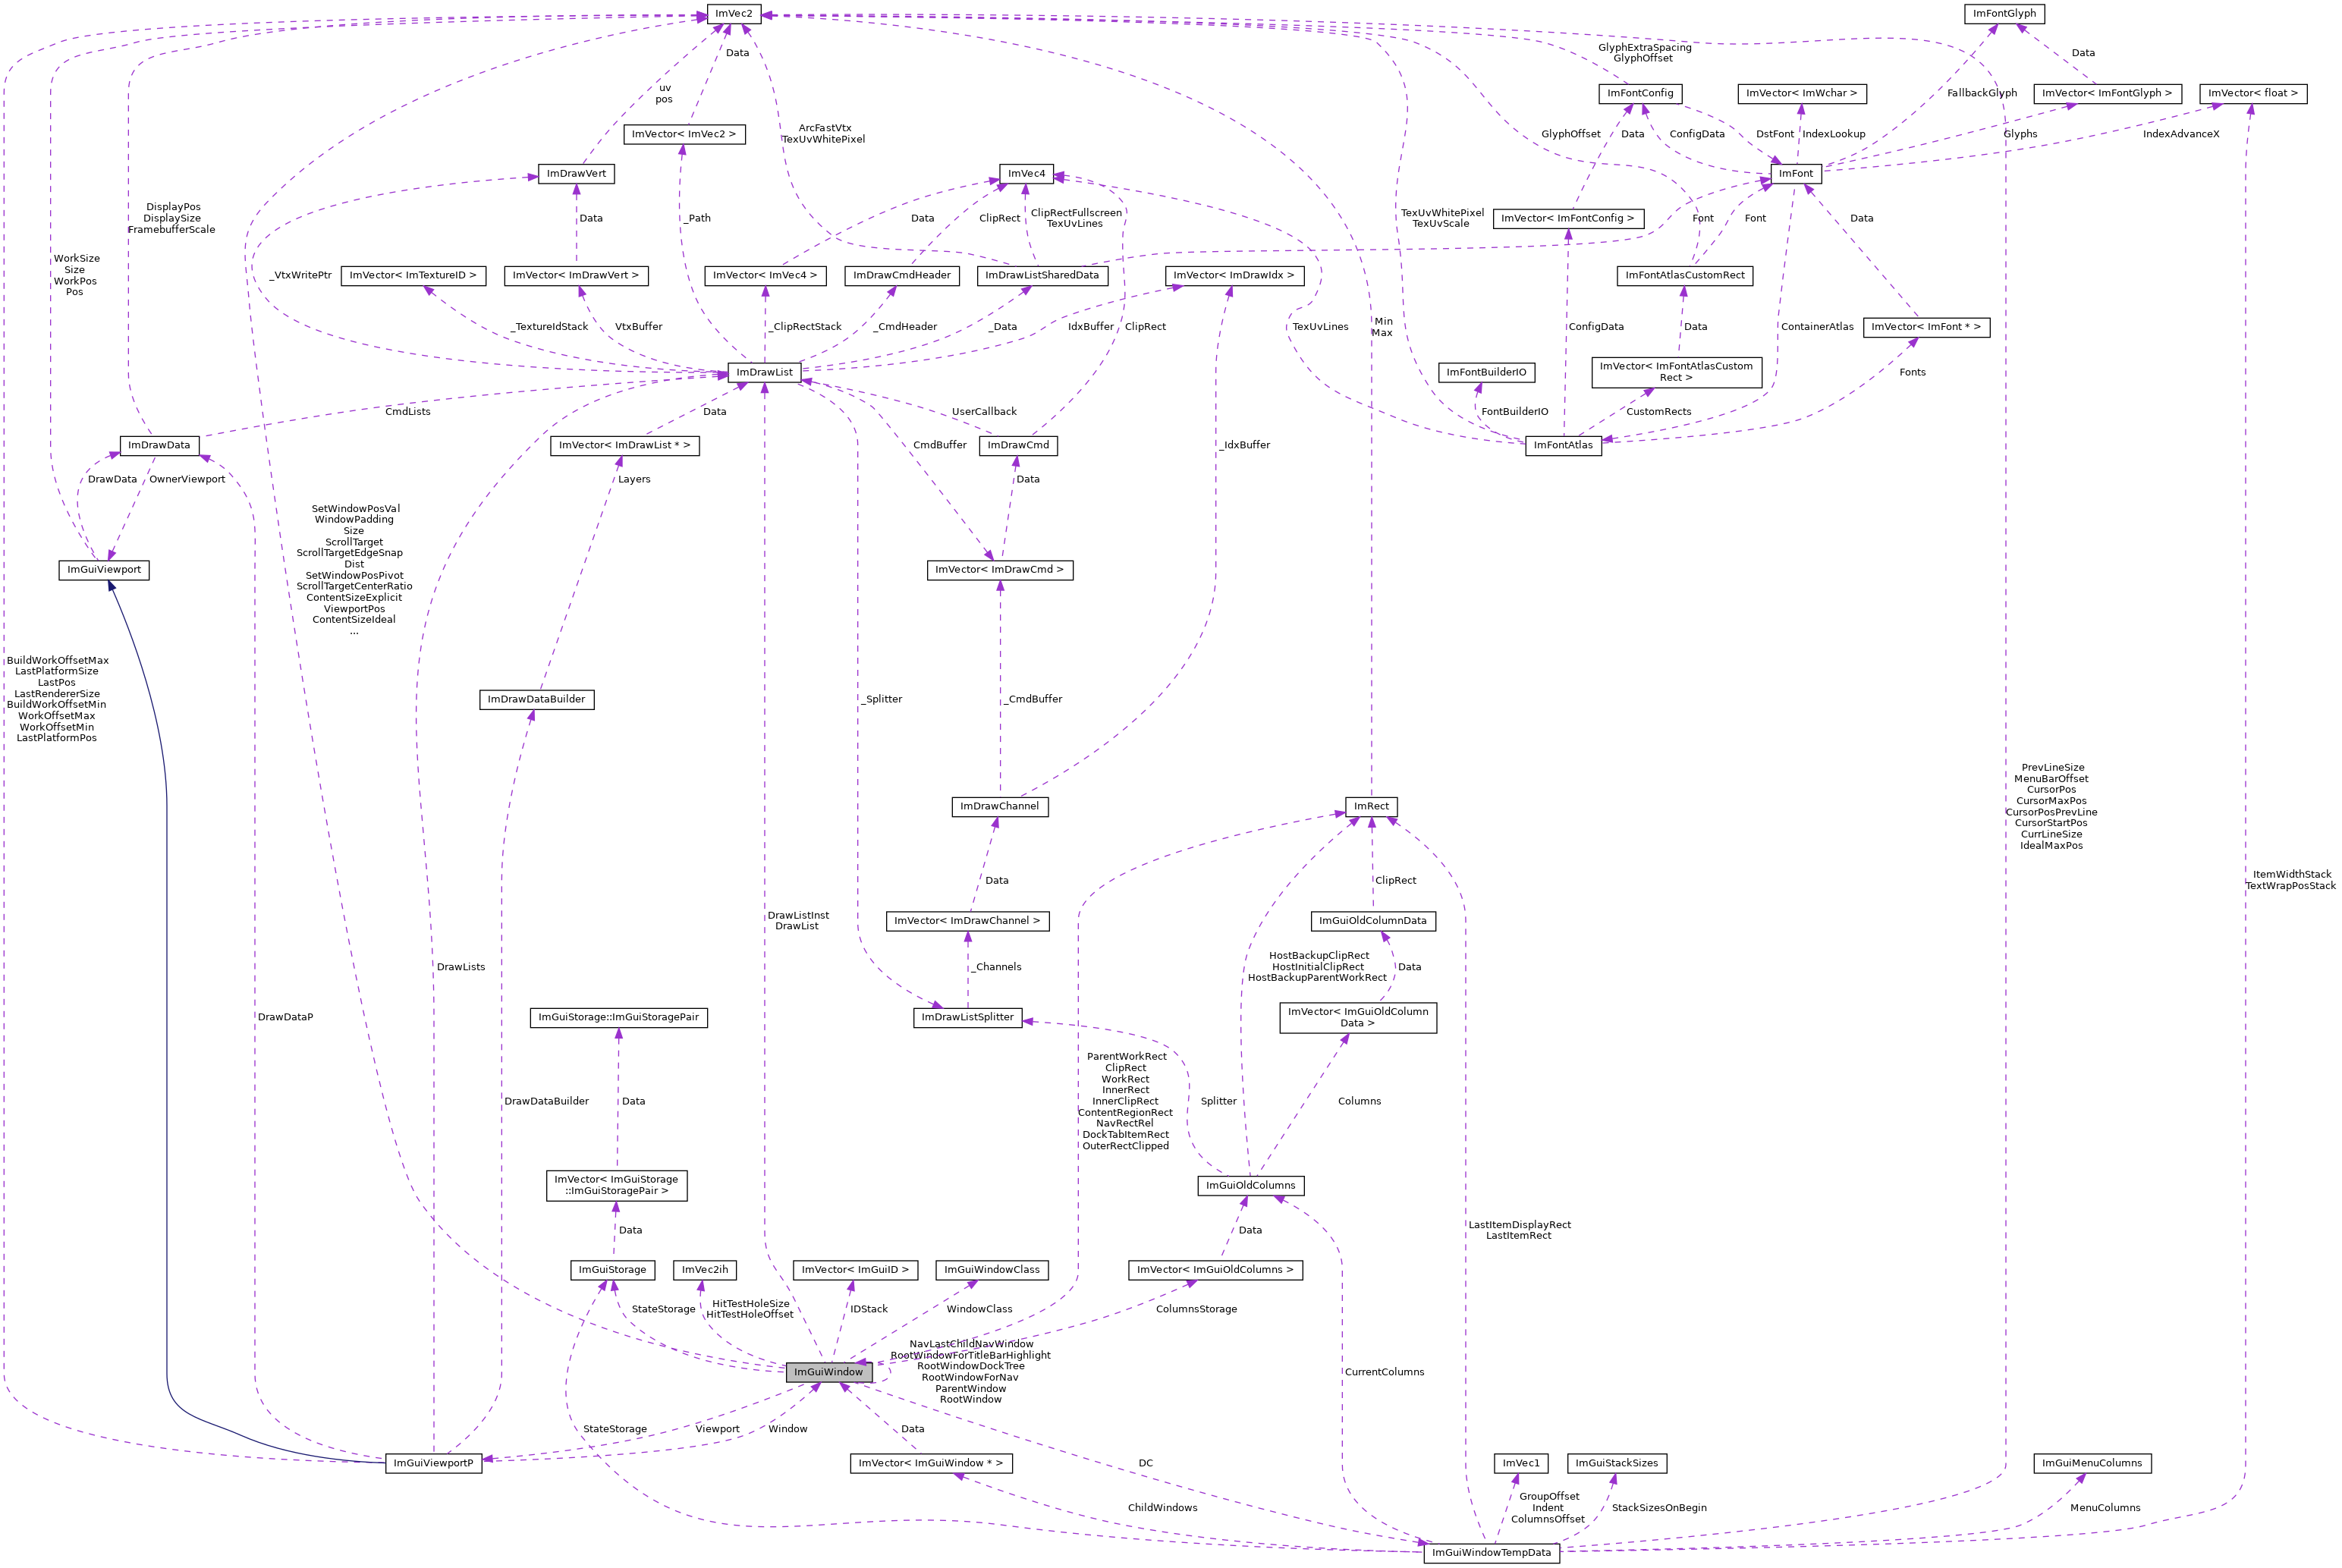 ImVec2
ImFontGlyph
GlyphExtraSpacing
GlyphOffset
Data
Data
uv
pos
ImFontConfig
ImVector< ImWchar >
ImVector< ImFontGlyph >
ImVector< float >
FallbackGlyph
ImVector< ImVec2 >
ArcFastVtx
TexUvWhitePixel
GlyphOffset
Data
ConfigData
DstFont
IndexLookup
Glyphs
IndexAdvanceX
ImDrawVert
ImVec4
ImFont
DisplayPos
DisplaySize
FramebufferScale
Data
_Path
Data
ClipRect
ClipRectFullscreen
TexUvLines
TexUvWhitePixel
TexUvScale
ImVector< ImFontConfig >
Font
Font
Data
WorkSize
Size
WorkPos
Pos
_VtxWritePtr
ImVector< ImTextureID >
ImVector< ImDrawVert >
ImVector< ImVec4 >
ImDrawCmdHeader
ImDrawListSharedData
ImVector< ImDrawIdx >
ImFontAtlasCustomRect
_TextureIdStack
VtxBuffer
_ClipRectStack
_CmdHeader
_Data
IdxBuffer
ClipRect
TexUvLines
Min
Max
ConfigData
Data
ContainerAtlas
ImVector< ImFont * >
ImDrawList
ImFontBuilderIO
ImVector< ImFontAtlasCustom
Rect >
Fonts
CmdLists
Data
UserCallback
FontBuilderIO
CustomRects
ImDrawData
ImVector< ImDrawList * >
CmdBuffer
ImDrawCmd
_IdxBuffer
ImFontAtlas
DrawData
OwnerViewport
Layers
Data
SetWindowPosVal
WindowPadding
Size
ScrollTarget
ScrollTargetEdgeSnap
Dist
SetWindowPosPivot
ScrollTargetCenterRatio
ContentSizeExplicit
ViewportPos
ContentSizeIdeal
...
ImGuiViewport
ImVector< ImDrawCmd >
BuildWorkOffsetMax
LastPlatformSize
LastPos
LastRendererSize
BuildWorkOffsetMin
WorkOffsetMax
WorkOffsetMin
LastPlatformPos
ImDrawDataBuilder
_Splitter
_CmdBuffer
PrevLineSize
MenuBarOffset
CursorPos
CursorMaxPos
CursorPosPrevLine
CursorStartPos
CurrLineSize
IdealMaxPos
ImDrawChannel
ImRect
Data
ClipRect
ItemWidthStack
TextWrapPosStack
DrawListInst
DrawList
ImVector< ImDrawChannel >
ImGuiOldColumnData
DrawLists
_Channels
HostBackupClipRect
HostInitialClipRect
HostBackupParentWorkRect
Data
DrawDataP
ImGuiStorage::ImGuiStoragePair
ImDrawListSplitter
ImVector< ImGuiOldColumn
Data >
ParentWorkRect
ClipRect
WorkRect
InnerRect
InnerClipRect
ContentRegionRect
NavRectRel
DockTabItemRect
OuterRectClipped
DrawDataBuilder
Data
Splitter
Columns
ImVector< ImGuiStorage
::ImGuiStoragePair >
ImGuiOldColumns
Data
Data
LastItemDisplayRect
LastItemRect
ImGuiStorage
ImVec2ih
ImVector< ImGuiID >
ImGuiWindowClass
ImVector< ImGuiOldColumns >
StateStorage
HitTestHoleSize
HitTestHoleOffset
IDStack
WindowClass
ColumnsStorage
ImGuiWindow
NavLastChildNavWindow
RootWindowForTitleBarHighlight
RootWindowDockTree
RootWindowForNav
ParentWindow
RootWindow
CurrentColumns
StateStorage
Viewport
Window
Data
ImGuiViewportP
ImVector< ImGuiWindow * >
DC
ImVec1
ImGuiStackSizes
ImGuiMenuColumns
ChildWindows
GroupOffset
Indent
ColumnsOffset
StackSizesOnBegin
MenuColumns
ImGuiWindowTempData